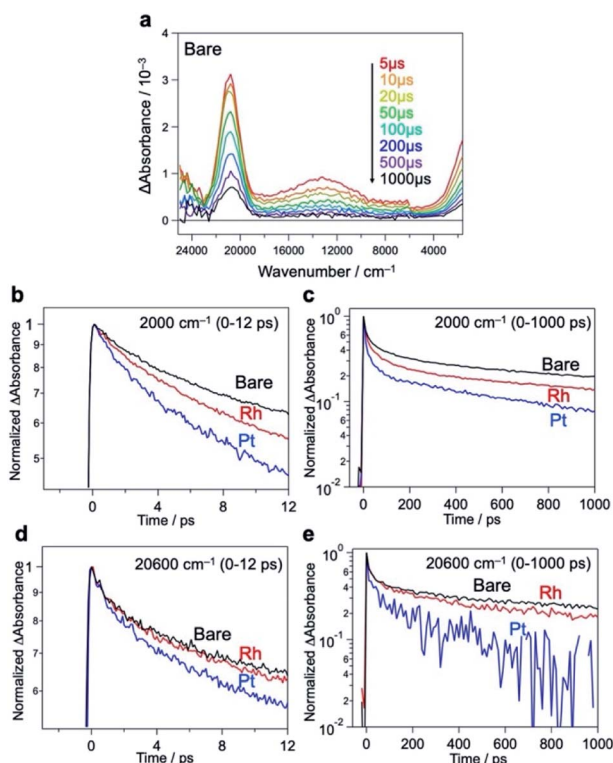 a
Bare
5µs
10µs
20µs
50µs
100µs
200µs
500µs
1000µs
ΔAbsorbance / 10⁻³
4
3
2
1
0
24000 20000 16000 12000 8000 4000
Wavenumber / cm⁻¹
b
2000 cm⁻¹ (0-12 ps)
Normalized ΔAbsorbance
1
9
8
7
6
5
Bare
Rh
Pt
0 4 8 12
Time / ps
c
2000 cm⁻¹ (0-1000 ps)
Normalized ΔAbsorbance
10⁰
8
6
4
2
10⁻¹
8
6
4
2
10⁻²
Bare
Rh
Pt
0 200 400 600 800 1000
Time / ps
d
20600 cm⁻¹ (0-12 ps)
Normalized ΔAbsorbance
1
9
8
7
6
Bare
Rh
Pt
0 4 8 12
Time / ps
e
20600 cm⁻¹ (0-1000 ps)
Normalized ΔAbsorbance
10⁰
8
6
4
2
10⁻¹
8
6
4
2
10⁻²
Bare
Rh
Pt
0 200 400 600 800 1000
Time / ps